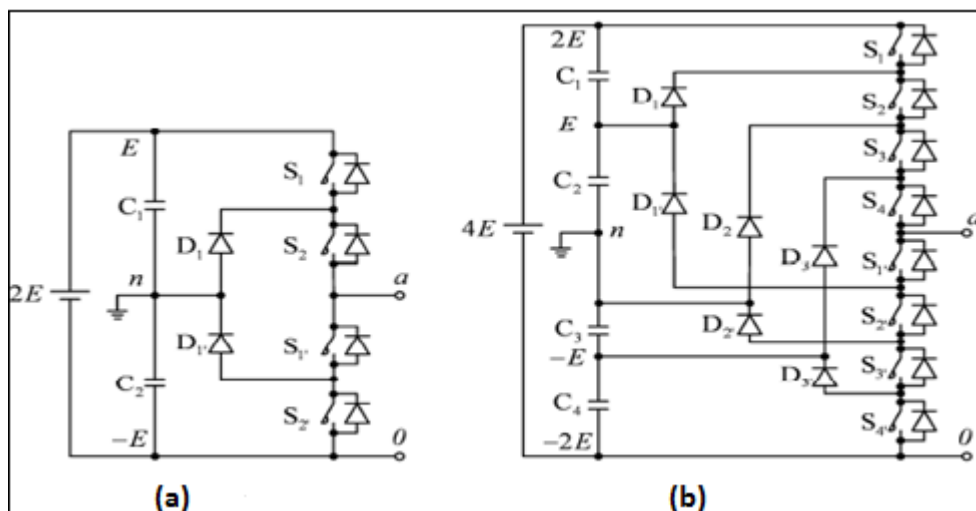 E
S1
C1
D1
S2
n
a
2E
D1'
S1'
C2
S2'
-E
0
(a)
2E
S1
C1
D1
S2
E
S3
C2
D1'
D2
S4
4E
n
D3
a
S1'
C3
D2'
S2'
-E
D3'
S3'
C4
S4'
-2E
0
(b)